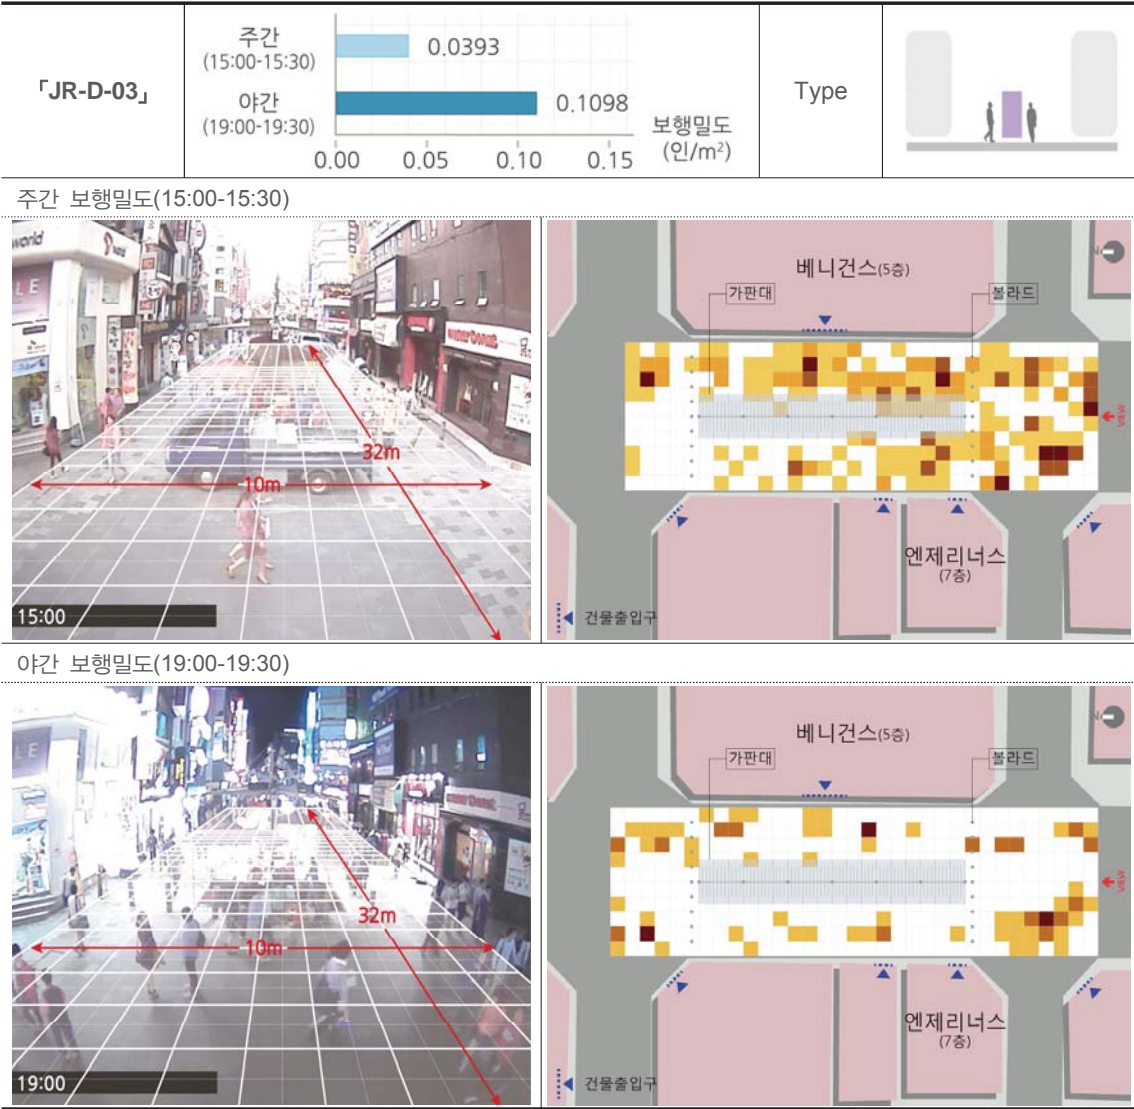 「JR-D-03」
주간
(15:00-15:30)
0.0393
야간
(19:00-19:30)
0.1098
보행밀도
(인/m²)
0.00 0.05 0.10 0.15
Type
주간 보행밀도(15:00-15:30)
world
LE
32m
10m
15:00
베니건스(5층)
가판대
볼라드
N
VIEW
엔제리너스
(7층)
건물출입구
야간 보행밀도(19:00-19:30)
LE
32m
10m
19:00
베니건스(5층)
가판대
볼라드
N
VIEW
엔제리너스
(7층)
건물출입구